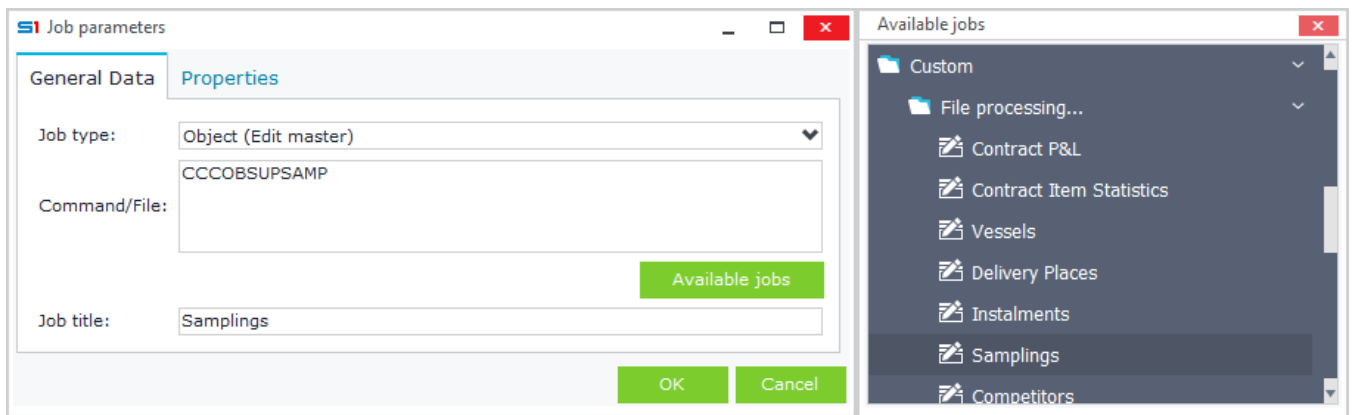 S1 Job parameters
General Data Properties
Job type: Object (Edit master)
Command/File: CCCOBSUPSAMP
Available jobs
Job title: Samplings
OK Cancel
Available jobs
Custom
File processing...
Contract P&L
Contract Item Statistics
Vessels
Delivery Places
Instalments
Samplings
Competitors